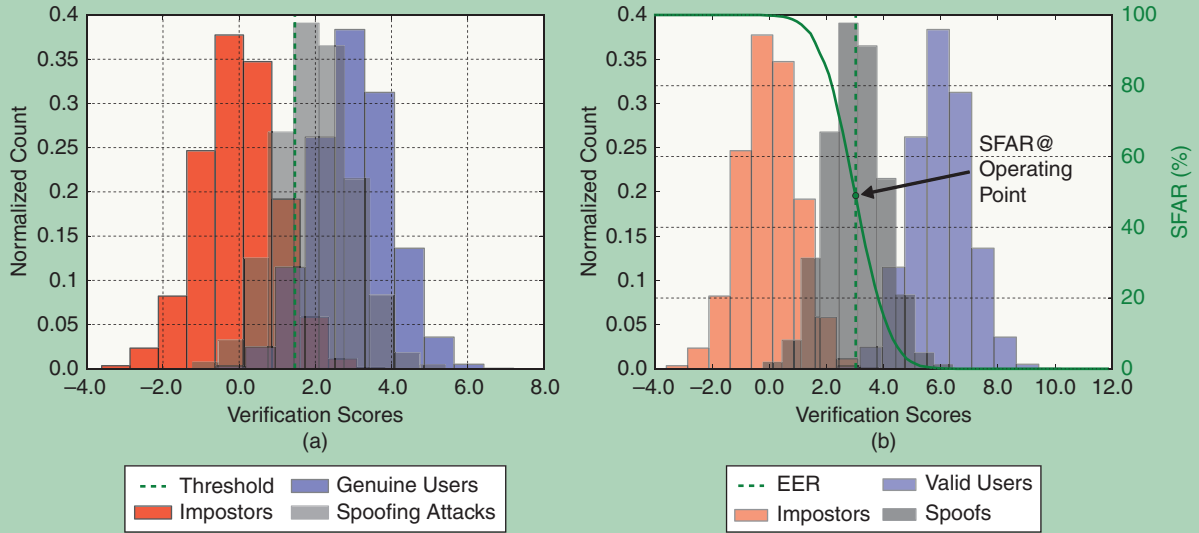 0.4
0.35
0.3
0.25
0.2
0.15
0.1
0.05
0
Normalized Count
–4.0 –2.0 0.0 2.0 4.0 6.0 8.0
Verification Scores
(a)
Threshold Genuine Users
Impostors Spoofing Attacks
0.4
0.35
0.3
0.25
0.2
0.15
0.1
0.05
0
Normalized Count
SFAR@
Operating
Point
100
80
60
40
20
0
SFAR (%)
–4.0 –2.0 0.0 2.0 4.0 6.0 8.0 10.0 12.0
Verification Scores
(b)
EER Valid Users
Impostors Spoofs